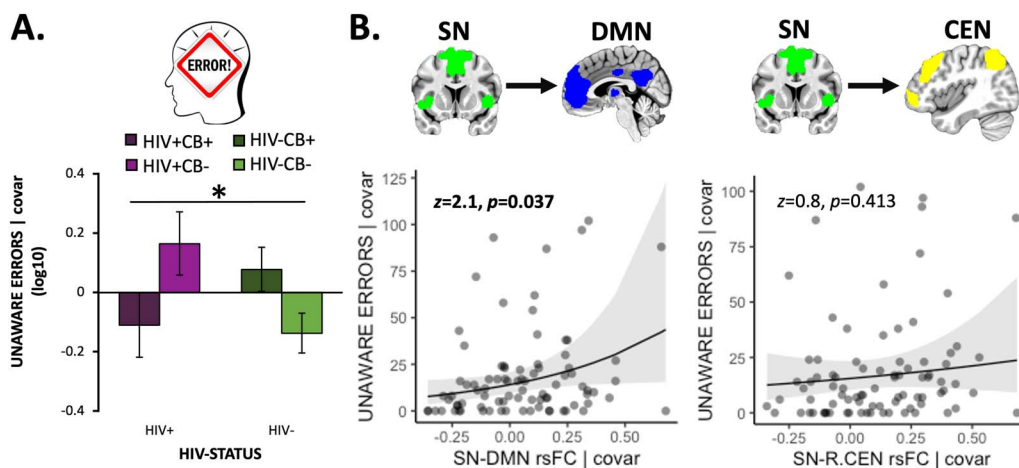 A.
ERROR!
HIV+CB+
HIV-CB+
HIV+CB-
HIV-CB-
UNAWARE ERRORS | covar
(log10)
0.4
0.2
0
-0.2
-0.4
*
HIV+
HIV-
HIV-STATUS
B.
SN
DMN
UNAWARE ERRORS | covar
125
100
75
50
25
0
z=2.1, p=0.037
-0.25
0.00
0.25
0.50
SN-DMN rsFC | covar
SN
CEN
UNAWARE ERRORS | covar
100
75
50
25
0
z=0.8, p=0.413
-0.25
0.00
0.25
0.50
SN-R.CEN rsFC | covar